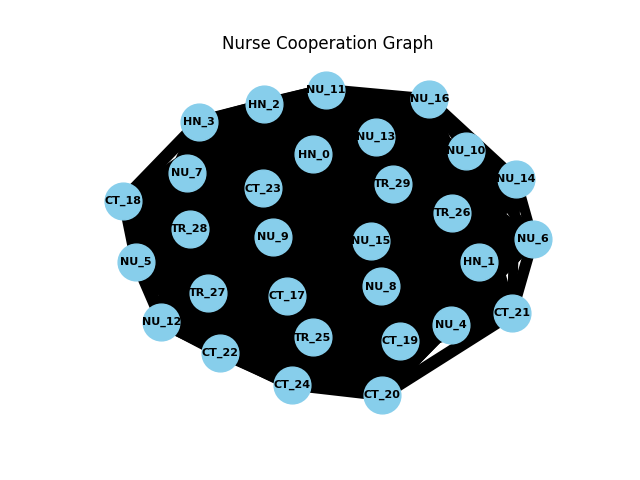 Nurse Cooperation Graph
NU_11
NU_16
HN_2
HN_3
NU_13
NU_10
HN_0
NU_7
NU_14
TR_29
CT_23
CT_18
TR_26
TR_28
NU_9
NU_15
NU_6
NU_5
HN_1
NU_8
TR_27
CT_17
CT_21
NU_12
NU_4
TR_25
CT_19
CT_22
CT_24
CT_20